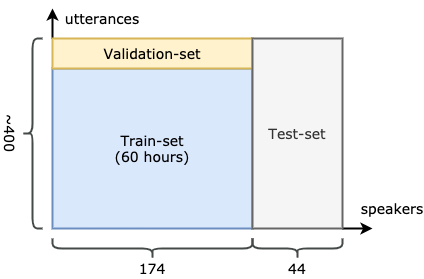 utterances
Validation-set
~400
Train-set
(60 hours)
Test-set
speakers
174
44